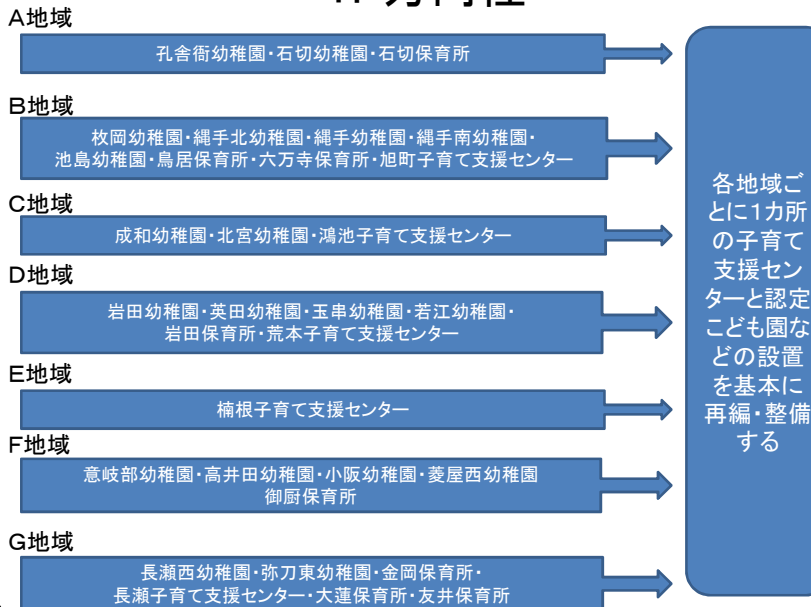 A地域
孔舎衙幼稚園・石切幼稚園・石切保育所
B地域
枚岡幼稚園・縄手北幼稚園・縄手幼稚園・縄手南幼稚園・
池島幼稚園・鳥居保育所・六万寺保育所・旭町子育て支援センター
C地域
成和幼稚園・北宮幼稚園・鴻池子育て支援センター
D地域
岩田幼稚園・英田幼稚園・玉串幼稚園・若江幼稚園・
岩田保育所・荒本子育て支援センター
E地域
楠根子育て支援センター
F地域
意岐部幼稚園・高井田幼稚園・小阪幼稚園・菱屋西幼稚園
御厨保育所
G地域
長瀬西幼稚園・弥刀東幼稚園・金岡保育所・
長瀬子育て支援センター・大蓮保育所・友井保育所
各地域ご
とに1カ所
の子育て
支援セン
ターと認定
こども園な
どの設置
を基本に
再編・整備
する